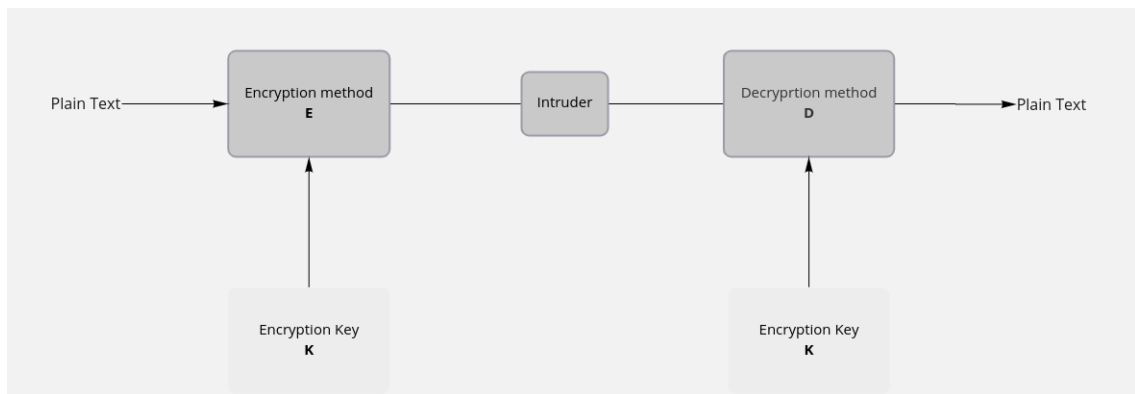 Plain Text
Encryption method
E
Intruder
Decryprtion method
D
Plain Text
Encryption Key
K
Encryption Key
K